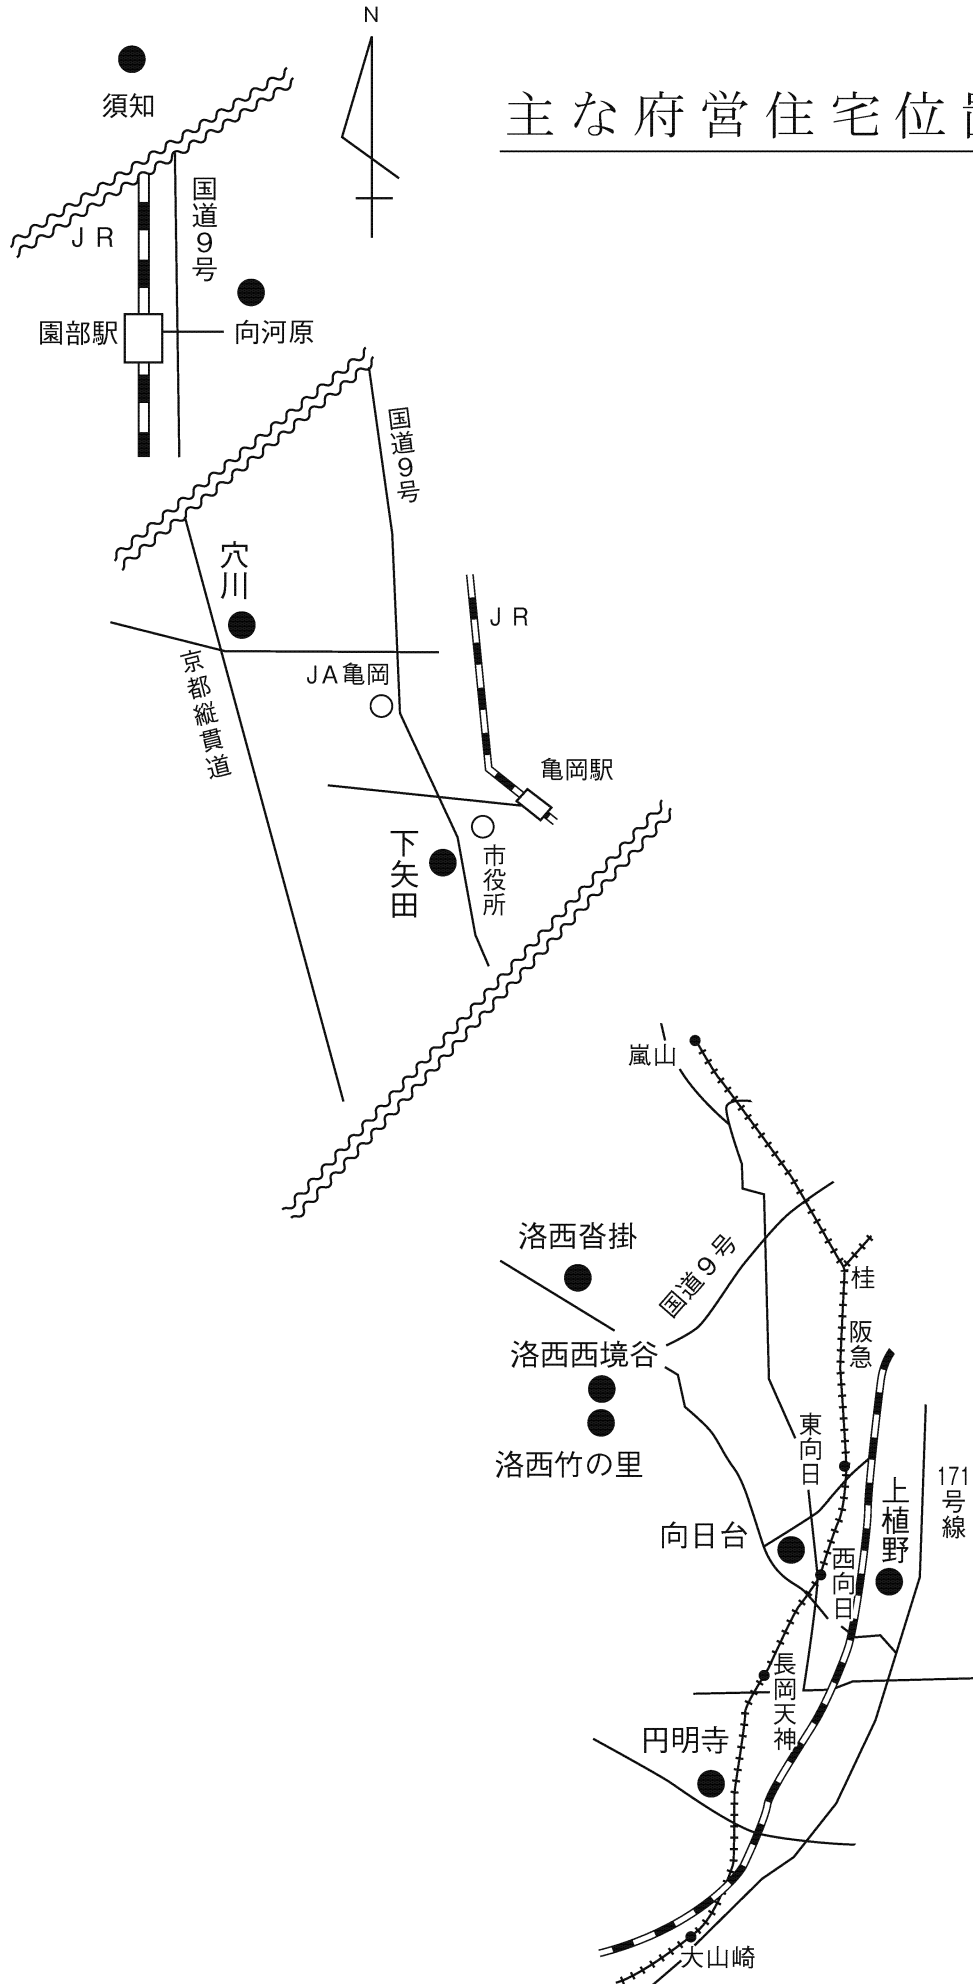 N
主な府営住宅位
須知
国道9号
JR
園部駅
向河原
国道9号
穴川
JR
京都縦貫道
JA亀岡
亀岡駅
下矢田
市役所
嵐山
洛西沓掛
国道9号
桂
阪急
洛西西境谷
洛西竹の里
東向日
上植野
171号線
向日台
西向日
長岡天神
円明寺
大山崎